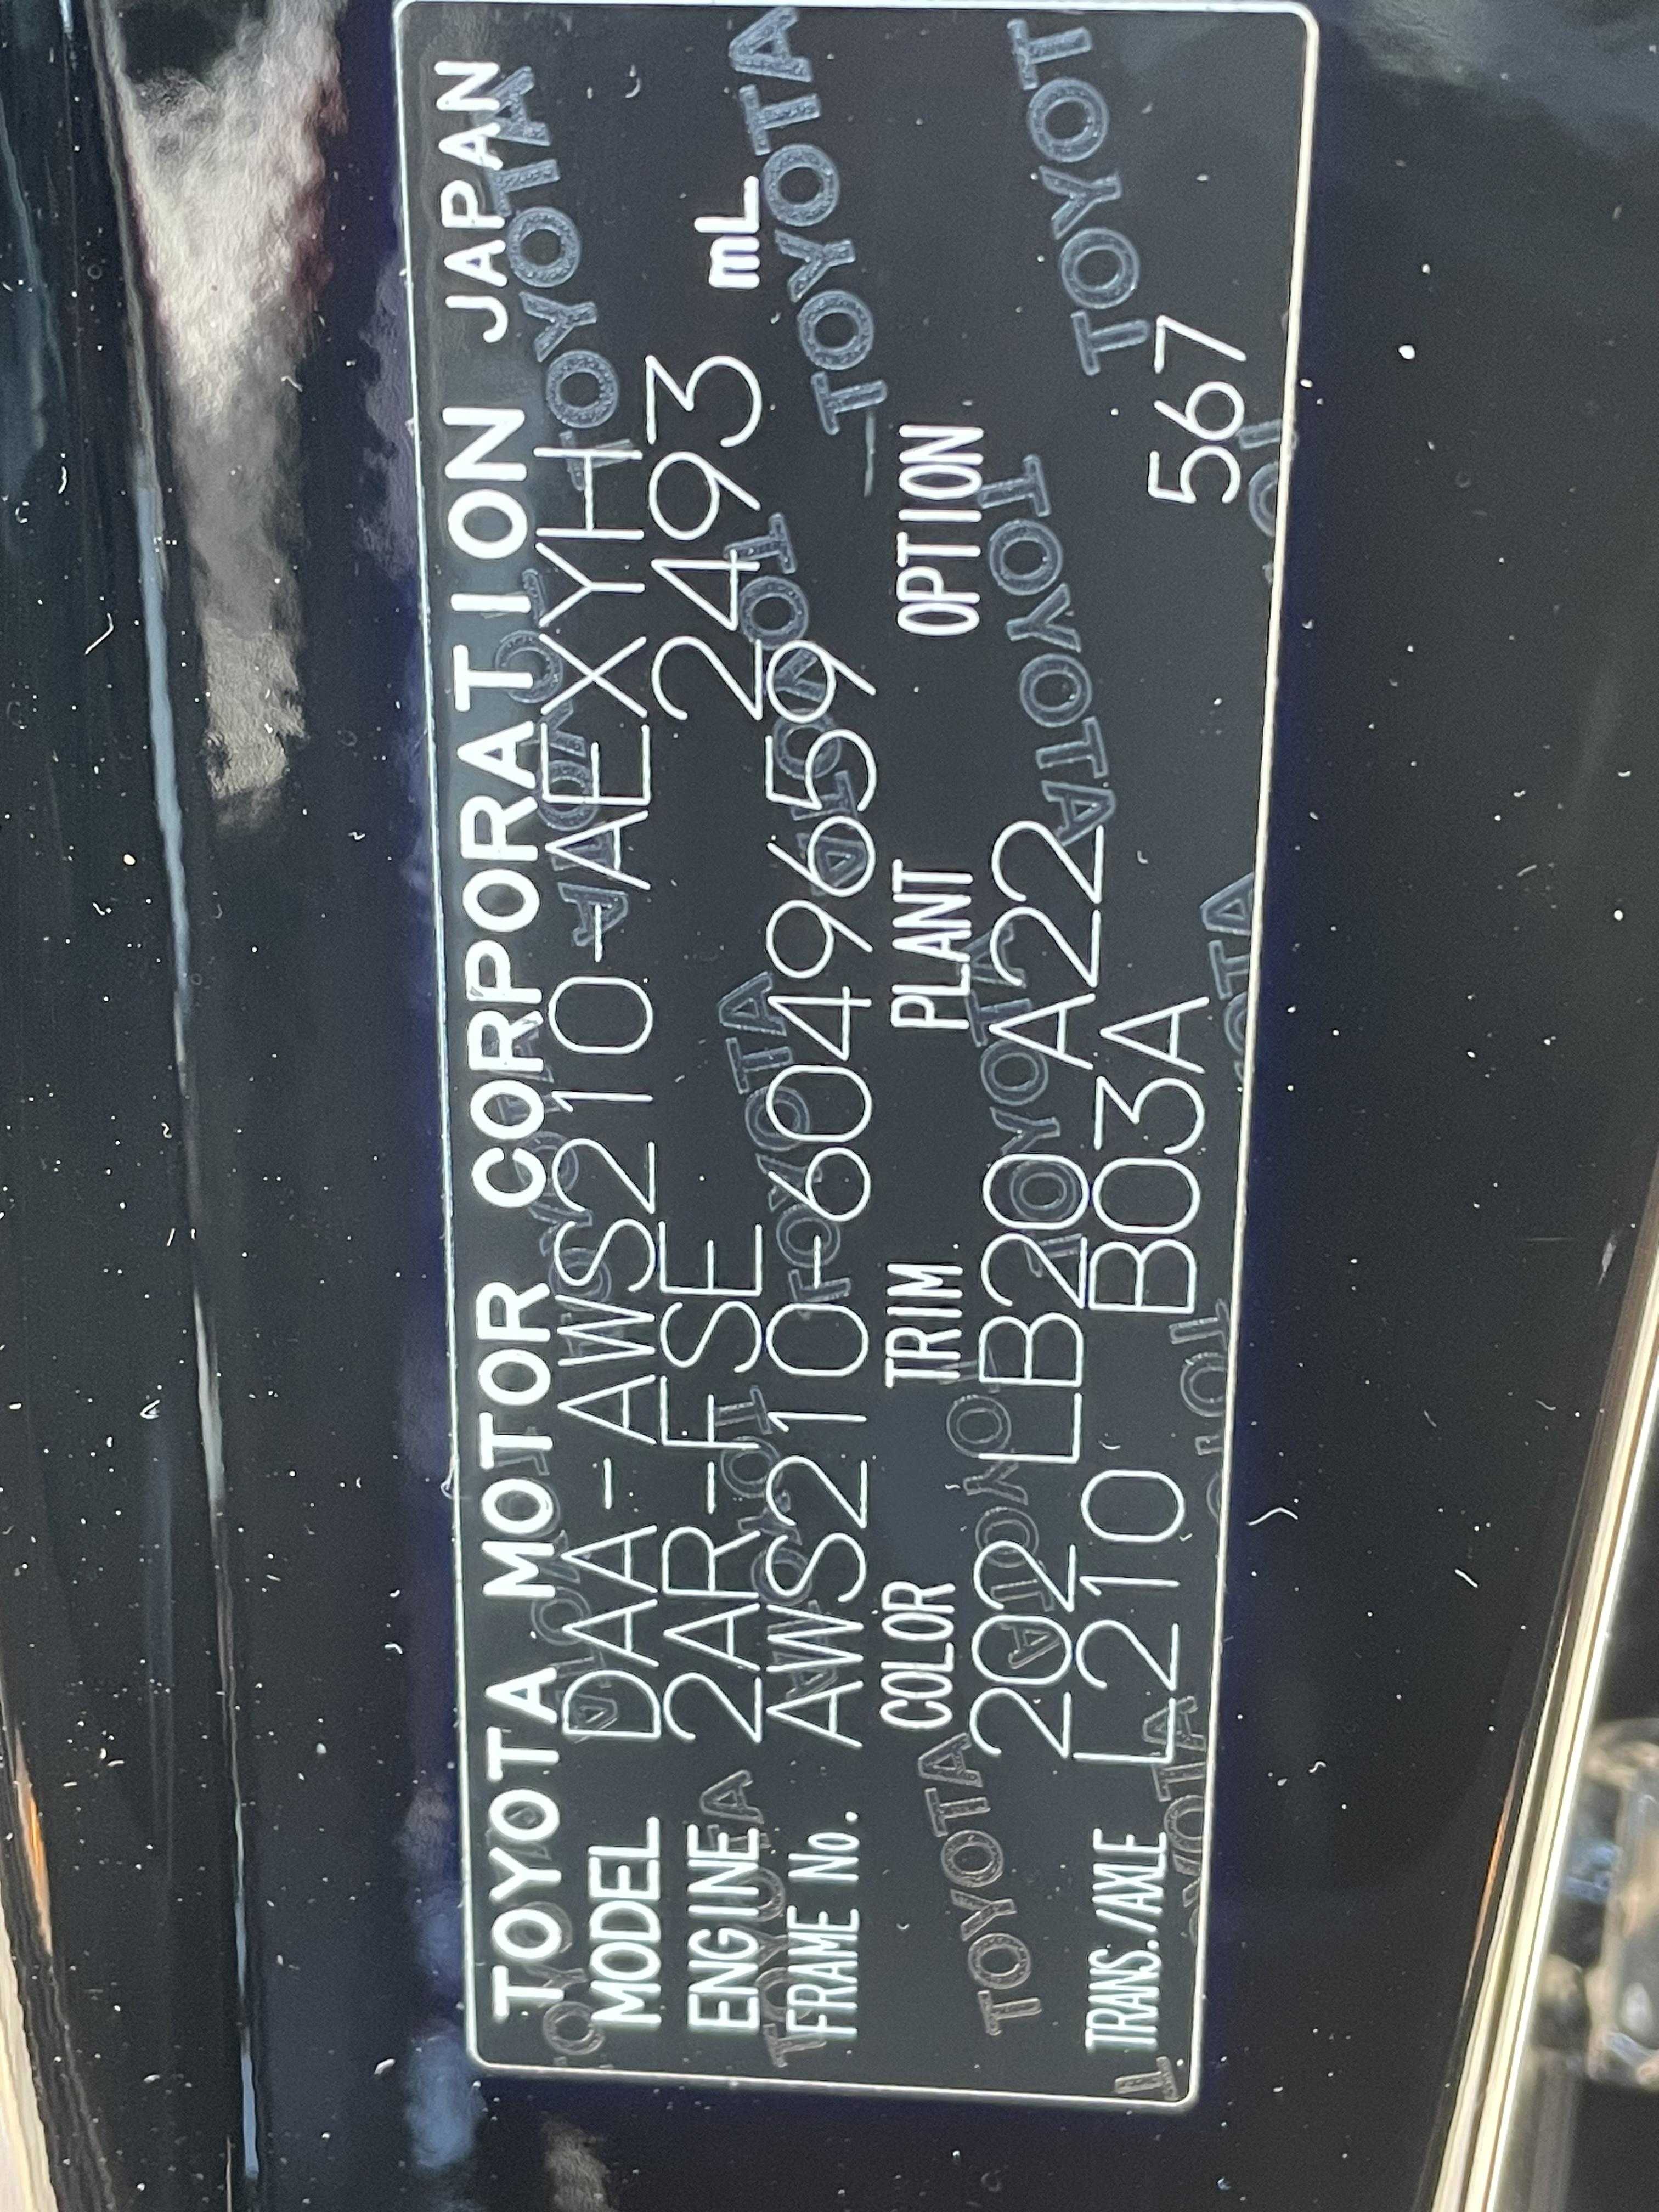 TOYOTA MOTOR CORPORATION JAPAN
MODEL DAA-AWS210-AEXYH
ENGINE 2AR-FSE 2493 mL
FRAME No. AWS210-6049659
COLOR TRIM PLANT OPTION
202 LB20 A22
TRANS./AXLE L210 B03A 567